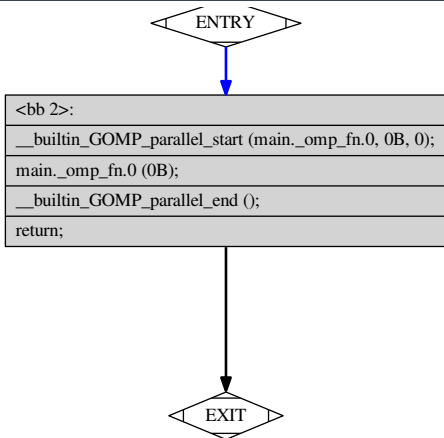 ENTRY
<bb 2>:
__builtin_GOMP_parallel_start (main._omp_fn.0, 0B, 0);
main._omp_fn.0 (0B);
__builtin_GOMP_parallel_end ();
return;
EXIT